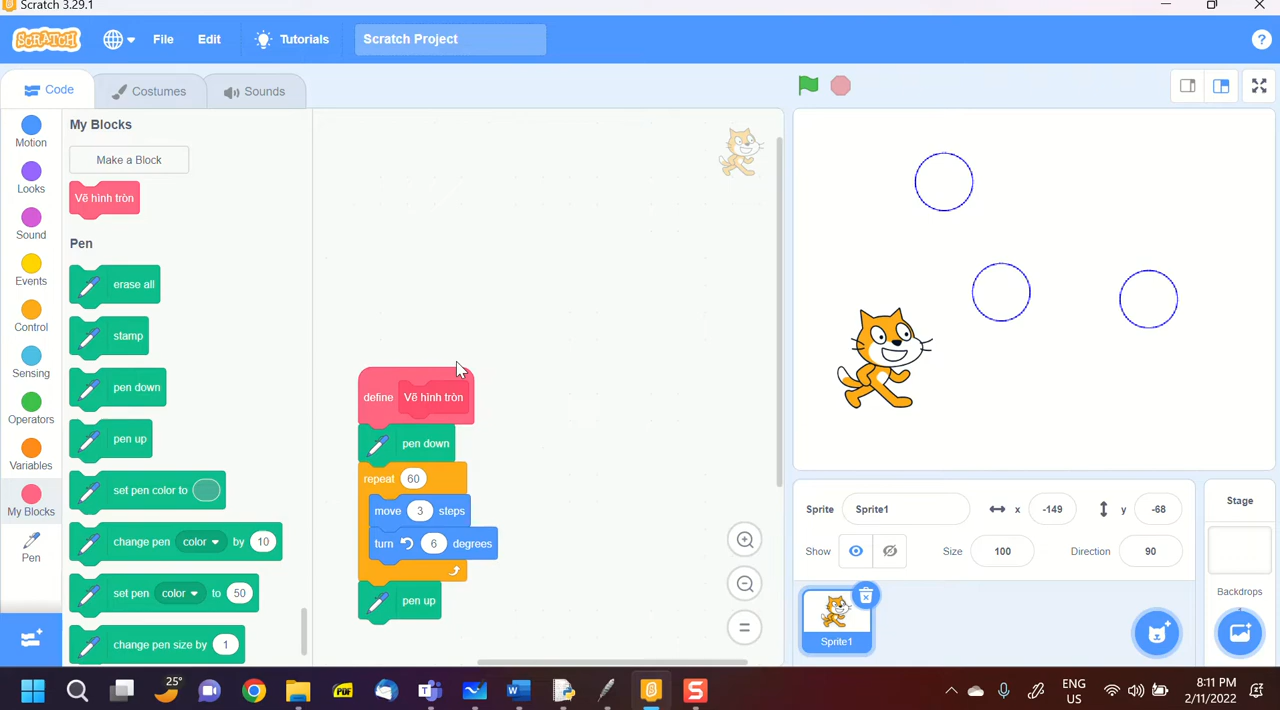 Scratch 3.29.1
SCRATCH
File
Edit
Tutorials
Scratch Project
?
Code
Costumes
Sounds
Motion
Looks
Sound
Events
Control
Sensing
Operators
Variables
My Blocks
Pen
My Blocks
Make a Block
Vẽ hình tròn
Pen
erase all
stamp
pen down
pen up
set pen color to
change pen color by 10
set pen color to 50
change pen size by 1
define Vẽ hình tròn
pen down
repeat 60
move 3 steps
turn 6 degrees
pen up
Sprite Sprite1 x -149 y -68
Show Size 100 Direction 90
Sprite1
Stage
Backdrops
1
25°
PDF
S
ENG
US
8:11 PM
2/11/2022